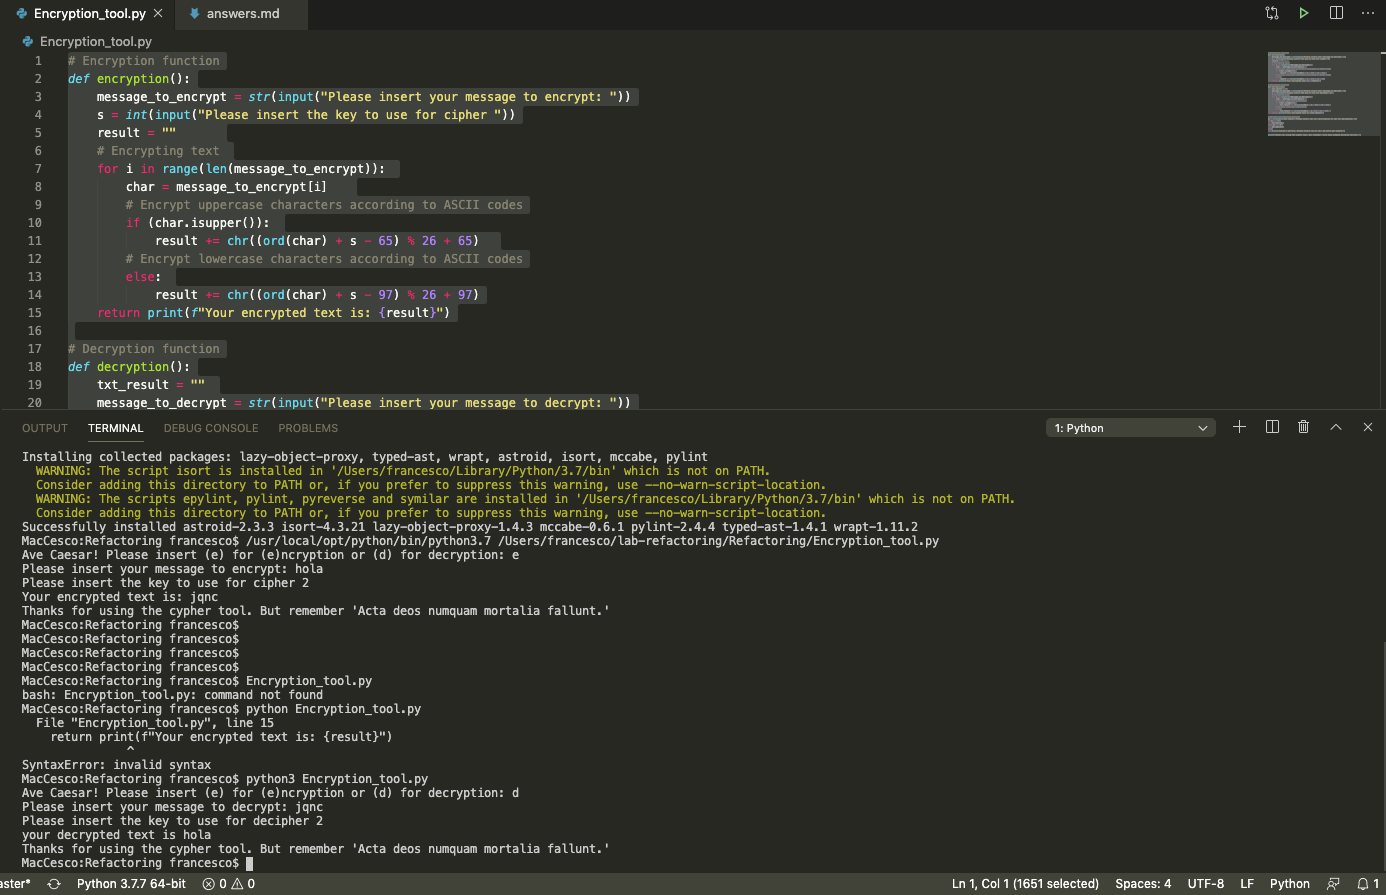 Encryption_tool.py
answers.md
Encryption_tool.py
1 # Encryption function
2 def encryption():
3     message_to_encrypt = str(input("Please insert your message to encrypt: "))
4     s = int(input("Please insert the key to use for cipher "))
5     result = ""
6     # Encrypting text
7     for i in range(len(message_to_encrypt)):
8         char = message_to_encrypt[i]
9         # Encrypt uppercase characters according to ASCII codes
10         if (char.isupper()):
11             result += chr((ord(char) + s - 65) % 26 + 65)
12         # Encrypt lowercase characters according to ASCII codes
13         else:
14             result += chr((ord(char) + s - 97) % 26 + 97)
15     return print(f"Your encrypted text is: {result}")
16
17 # Decryption function
18 def decryption():
19     txt_result = ""
20     message_to_decrypt = str(input("Please insert your message to decrypt: "))
OUTPUT TERMINAL DEBUG CONSOLE PROBLEMS 1: Python
Installing collected packages: lazy-object-proxy, typed-ast, wrapt, astroid, isort, mccabe, pylint
  WARNING: The script isort is installed in '/Users/francesco/Library/Python/3.7/bin' which is not on PATH.
  Consider adding this directory to PATH or, if you prefer to suppress this warning, use --no-warn-script-location.
  WARNING: The scripts epylint, pylint, pyreverse and symilar are installed in '/Users/francesco/Library/Python/3.7/bin' which is not on PATH.
  Consider adding this directory to PATH or, if you prefer to suppress this warning, use --no-warn-script-location.
Successfully installed astroid-2.3.3 isort-4.3.21 lazy-object-proxy-1.4.3 mccabe-0.6.1 pylint-2.4.4 typed-ast-1.4.1 wrapt-1.11.2
MacCesco:Refactoring francesco$ /usr/local/opt/python/bin/python3.7 /Users/francesco/lab-refactoring/Refactoring/Encryption_tool.py
Ave Caesar! Please insert (e) for (e)ncryption or (d) for decryption: e
Please insert your message to encrypt: hola
Please insert the key to use for cipher 2
Your encrypted text is: jqnc
Thanks for using the cypher tool. But remember 'Acta deos numquam mortalia fallunt.'
MacCesco:Refactoring francesco$
MacCesco:Refactoring francesco$
MacCesco:Refactoring francesco$
MacCesco:Refactoring francesco$
MacCesco:Refactoring francesco$ Encryption_tool.py
bash: Encryption_tool.py: command not found
MacCesco:Refactoring francesco$ python Encryption_tool.py
  File "Encryption_tool.py", line 15
    return print(f"Your encrypted text is: {result}")
               ^
SyntaxError: invalid syntax
MacCesco:Refactoring francesco$ python3 Encryption_tool.py
Ave Caesar! Please insert (e) for (e)ncryption or (d) for decryption: d
Please insert your message to decrypt: jqnc
Please insert the key to use for decipher 2
your decrypted text is hola
Thanks for using the cypher tool. But remember 'Acta deos numquam mortalia fallunt.'
MacCesco:Refactoring francesco$
aster* Python 3.7.7 64-bit 0 0 Ln 1, Col 1 (1651 selected) Spaces: 4 UTF-8 LF Python 1